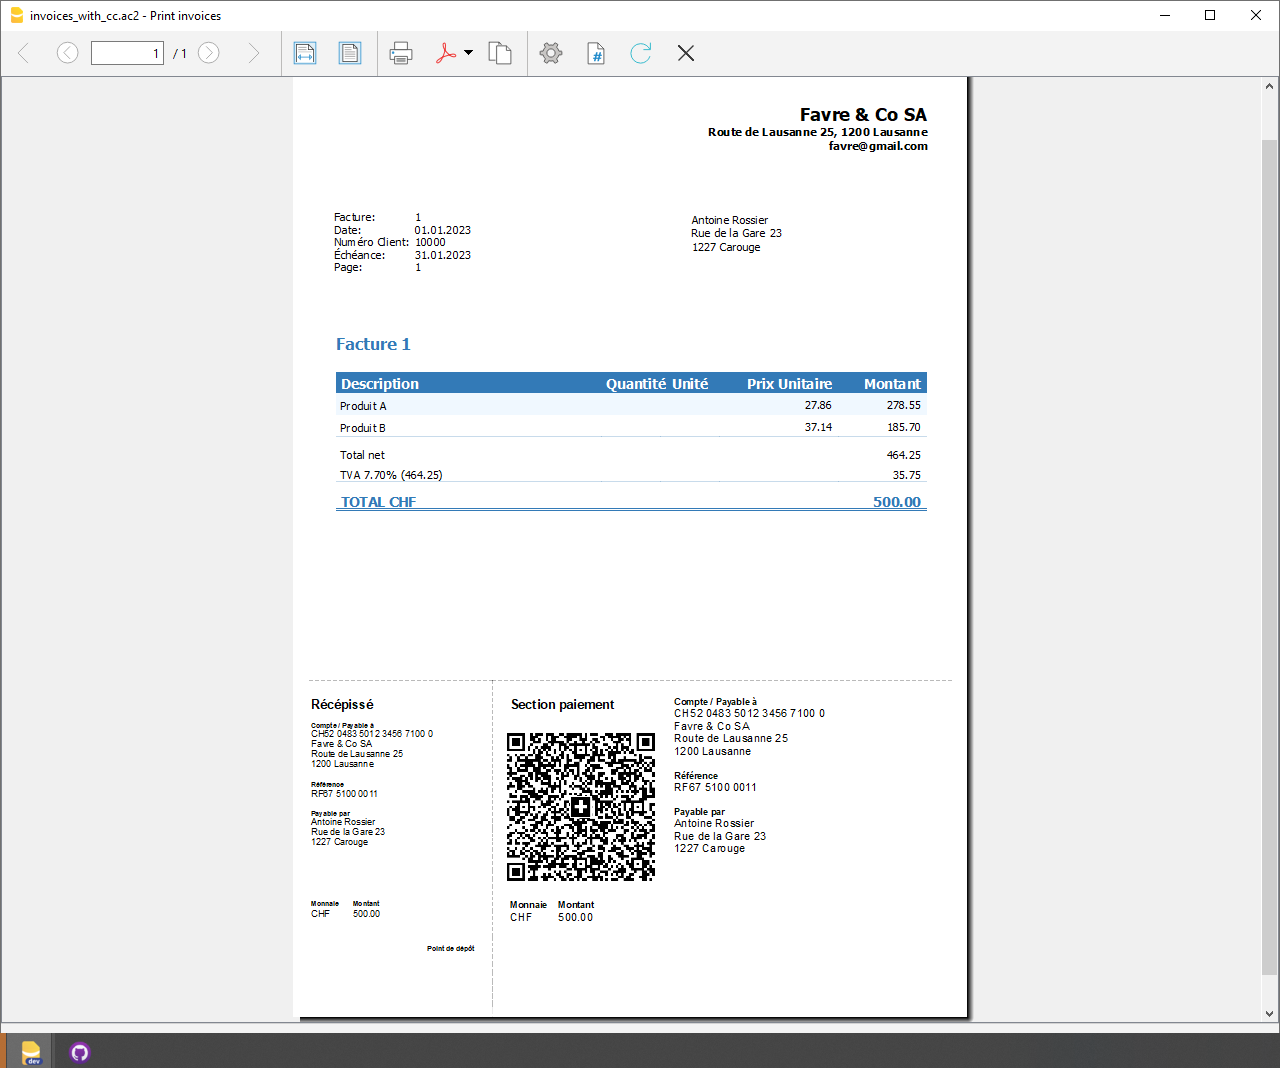 invoices_with_cc.ac2 - Print invoices
1 / 1
Favre & Co SA
Route de Lausanne 25, 1200 Lausanne
favre@gmail.com
Facture: 1
Date: 01.01.2023
Numéro Client: 10000
Échéance: 31.01.2023
Page: 1
Antoine Rossier
Rue de la Gare 23
1227 Carouge
Facture 1
Description Quantité Unité Prix Unitaire Montant
Produit A 27.86 278.55
Produit B 37.14 185.70
Total net 464.25
TVA 7.70% (464.25) 35.75
TOTAL CHF 500.00
Récépissé
Compte / Payable à
CH52 0483 5012 3456 7100 0
Favre & Co SA
Route de Lausanne 25
1200 Lausanne
Référence
RF67 5100 0011
Payable par
Antoine Rossier
Rue de la Gare 23
1227 Carouge
Monnaie Montant
CHF 500.00
Point de dépôt
Section paiement
Monnaie Montant
CHF 500.00
Compte / Payable à
CH52 0483 5012 3456 7100 0
Favre & Co SA
Route de Lausanne 25
1200 Lausanne
Référence
RF67 5100 0011
Payable par
Antoine Rossier
Rue de la Gare 23
1227 Carouge
dev